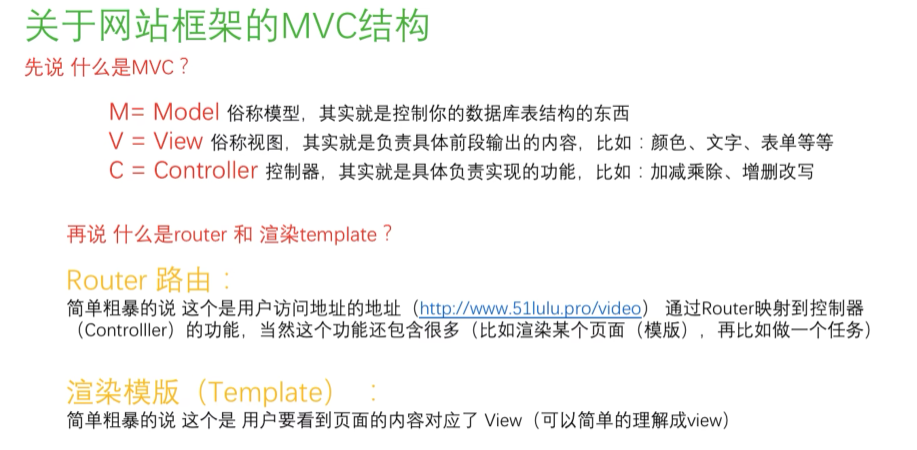 关于网站框架的MVC结构
先说 什么是MVC？
M= Model 俗称模型，其实就是控制你的数据库表结构的东西
V = View 俗称视图，其实就是负责具体前段输出的内容，比如：颜色、文字、表单等等
C = Controller 控制器，其实就是具体负责实现的功能，比如：加减乘除、增删改写
再说 什么是router 和 渲染template？
Router 路由：
简单粗暴的说 这个是用户访问地址的地址（http://www.51lulu.pro/video） 通过Router映射到控制器
（Controlller）的功能，当然这个功能还包含很多（比如渲染某个页面（模版），再比如做一个任务）
渲染模版（Template）：
简单粗暴的说 这个是 用户要看到页面的内容对应了 View（可以简单的理解成view）